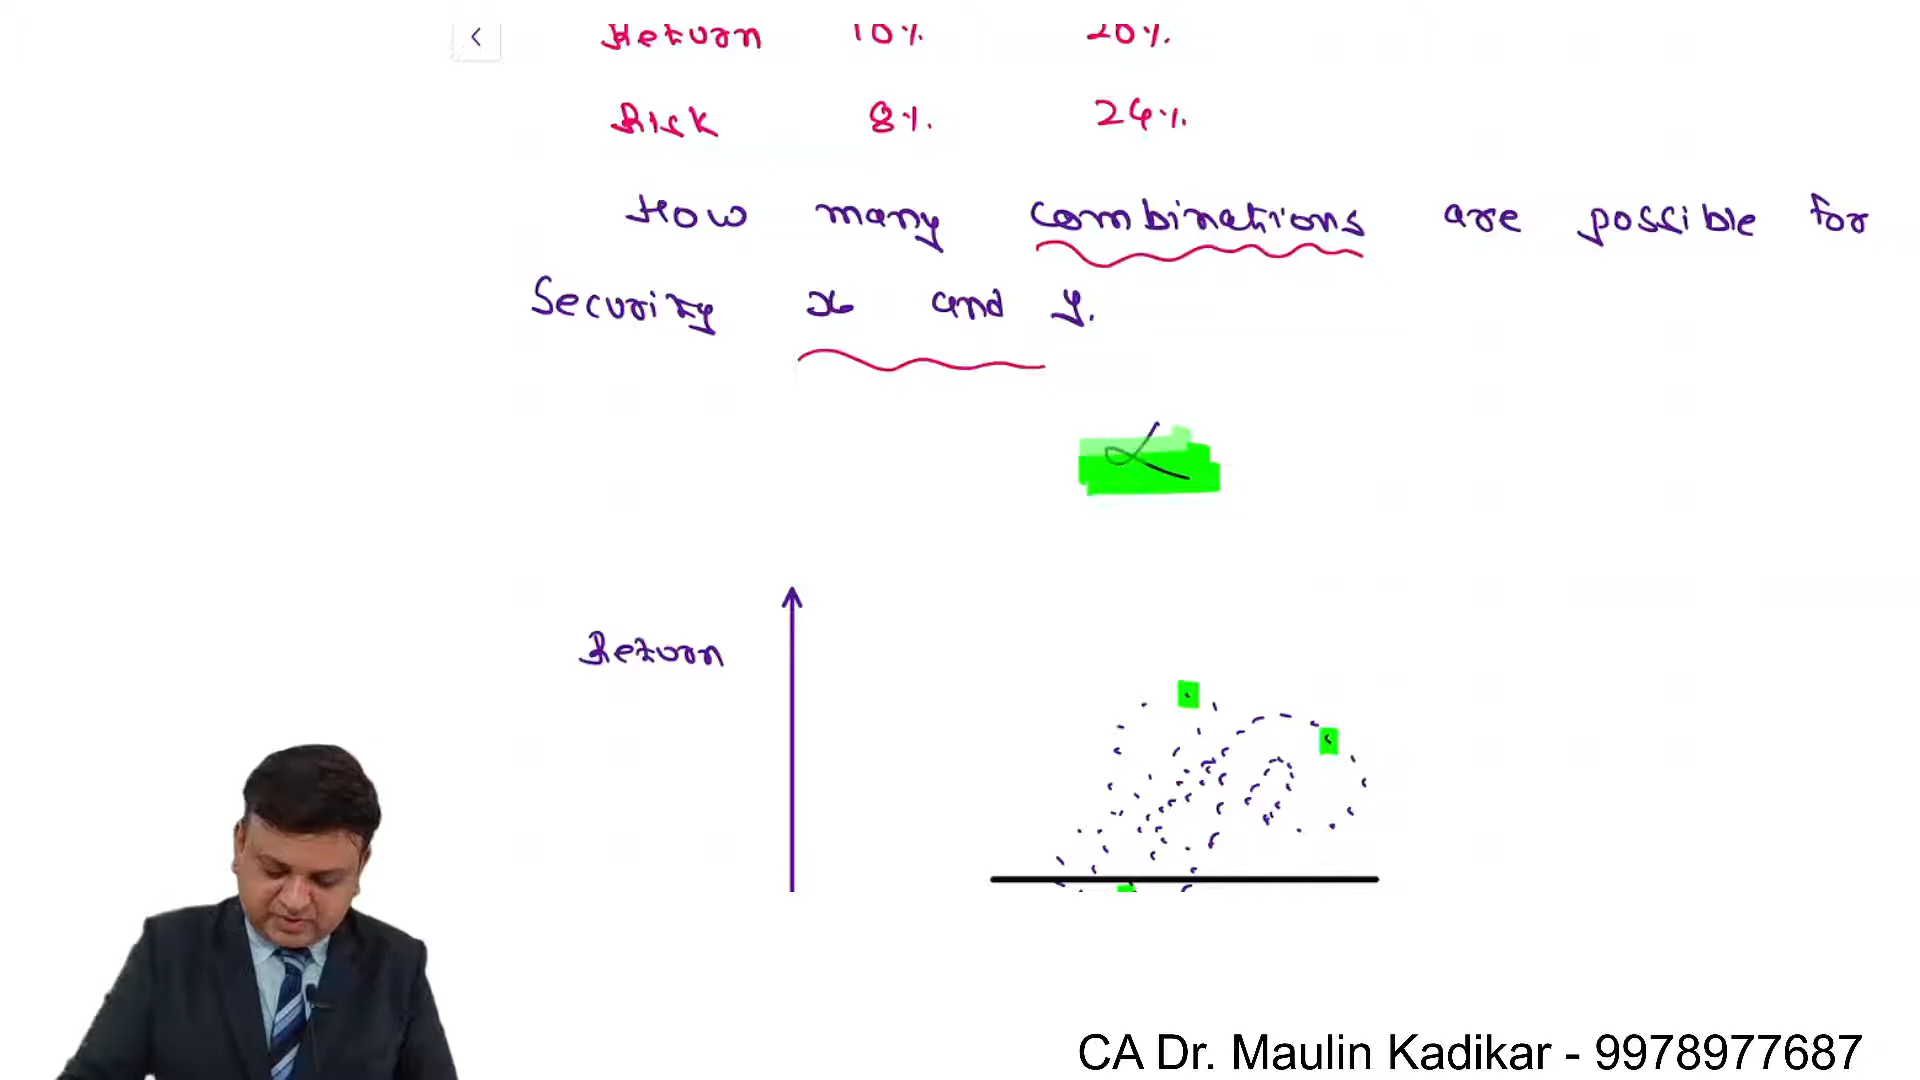 Return 10% 20%
Risk 8% 24%
How many combinations are possible for
Security x and y.
Return
CA Dr. Maulin Kadikar - 9978977687